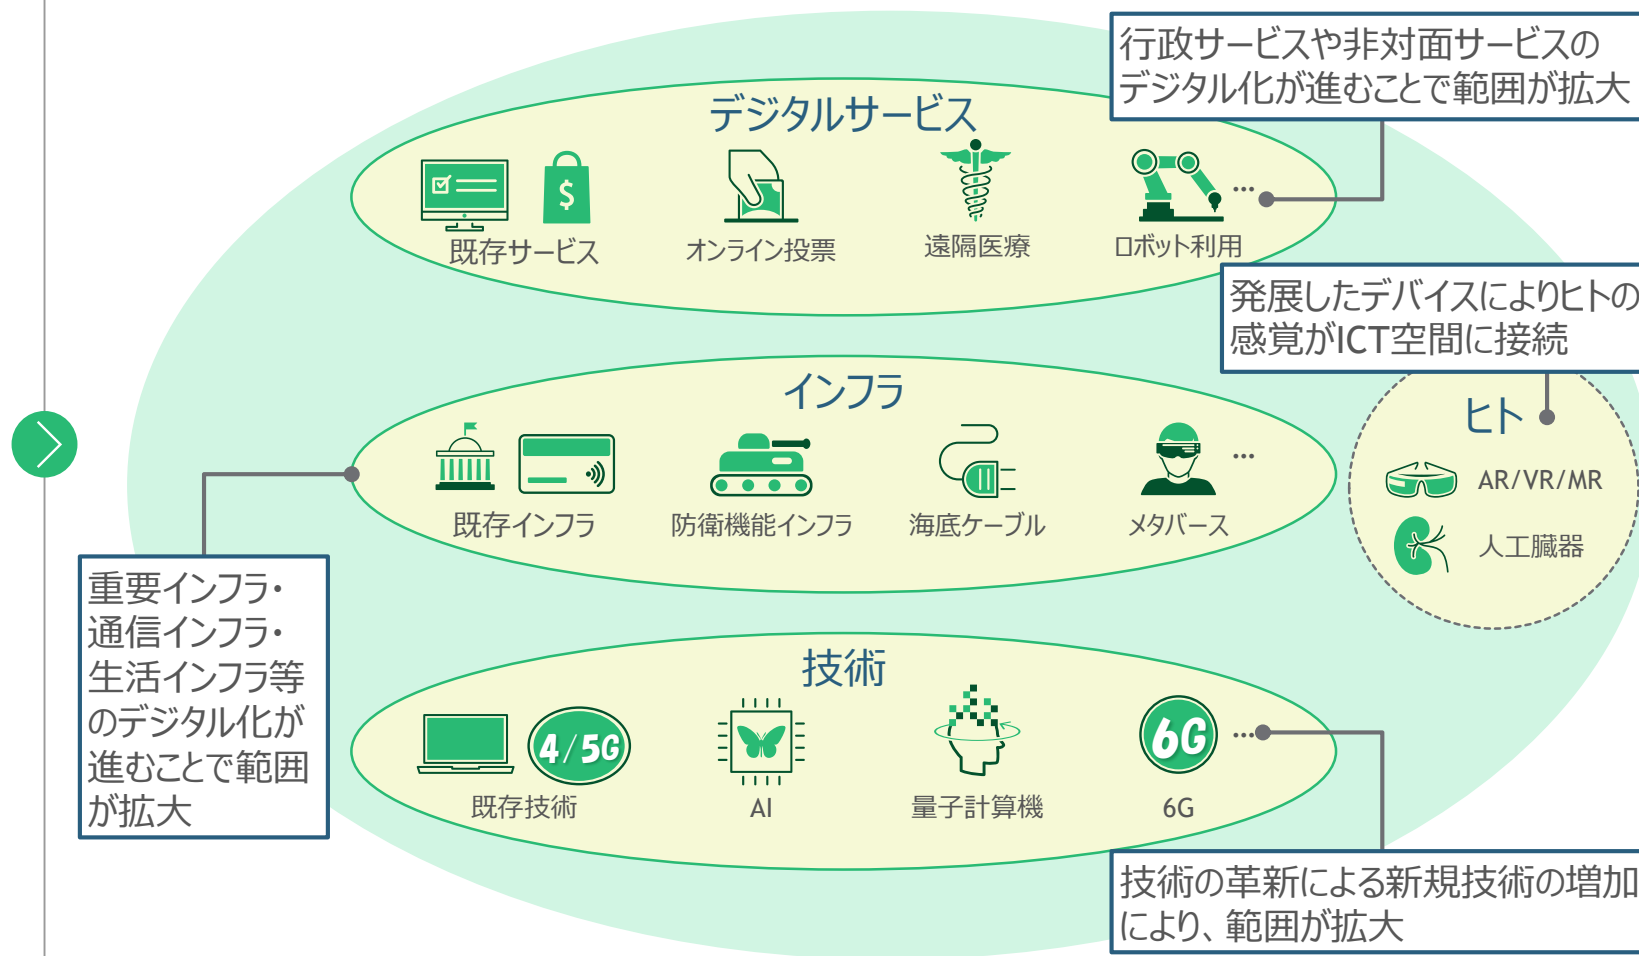 行政サービスや非対面サービスの
デジタル化が進むことで範囲が拡大
デジタルサービス
$
…
既存サービス
オンライン投票
遠隔医療
ロボット利用
発展したデバイスによりヒトの
感覚がICT空間に接続
インフラ
…
既存インフラ
防衛機能インフラ
海底ケーブル
メタバース
ヒト
AR/VR/MR
人工臓器
重要インフラ・
通信インフラ・
生活インフラ等
のデジタル化が
進むことで範囲
が拡大
技術
4/5G
6G
…
既存技術
AI
量子計算機
6G
技術の革新による新規技術の増加
により、範囲が拡大